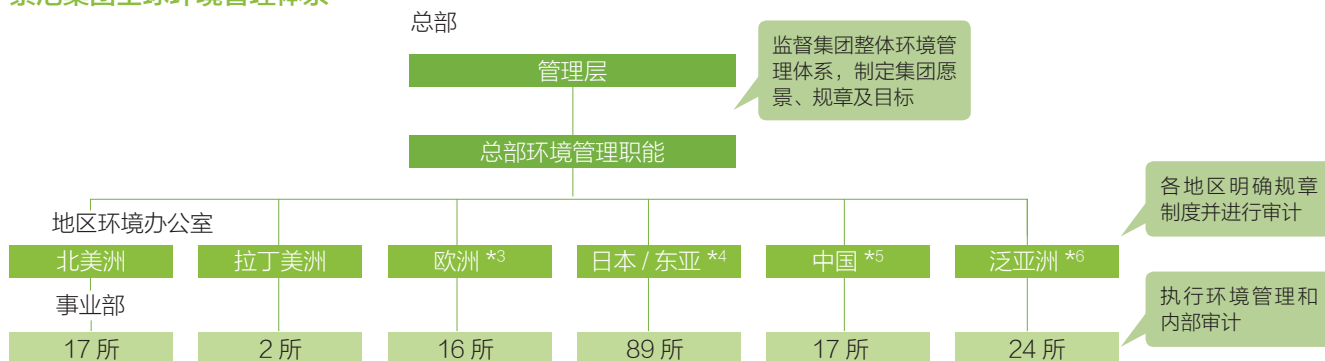 总部
管理层
监督集团整体环境管
理体系，制定集团愿
景、规章及目标
总部环境管理职能
各地区明确规章
制度并进行审计
地区环境办公室
北美洲
拉丁美洲
欧洲 *3
日本 / 东亚 *4
中国 *5
泛亚洲 *6
事业部
执行环境管理和
内部审计
17 所
2 所
16 所
89 所
17 所
24 所